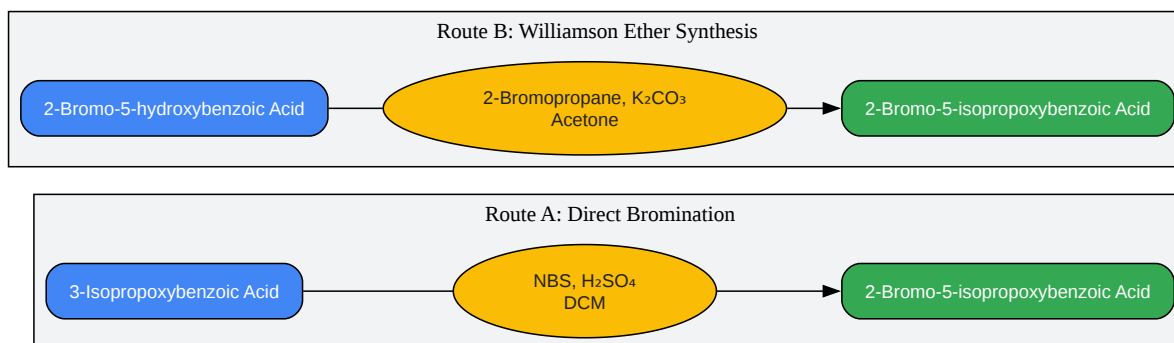 Route B: Williamson Ether Synthesis
2-Bromo-5-hydroxybenzoic Acid
2-Bromopropane, K₂CO₃
Acetone
2-Bromo-5-isopropoxybenzoic Acid
Route A: Direct Bromination
3-Isopropoxybenzoic Acid
NBS, H₂SO₄
DCM
2-Bromo-5-isopropoxybenzoic Acid